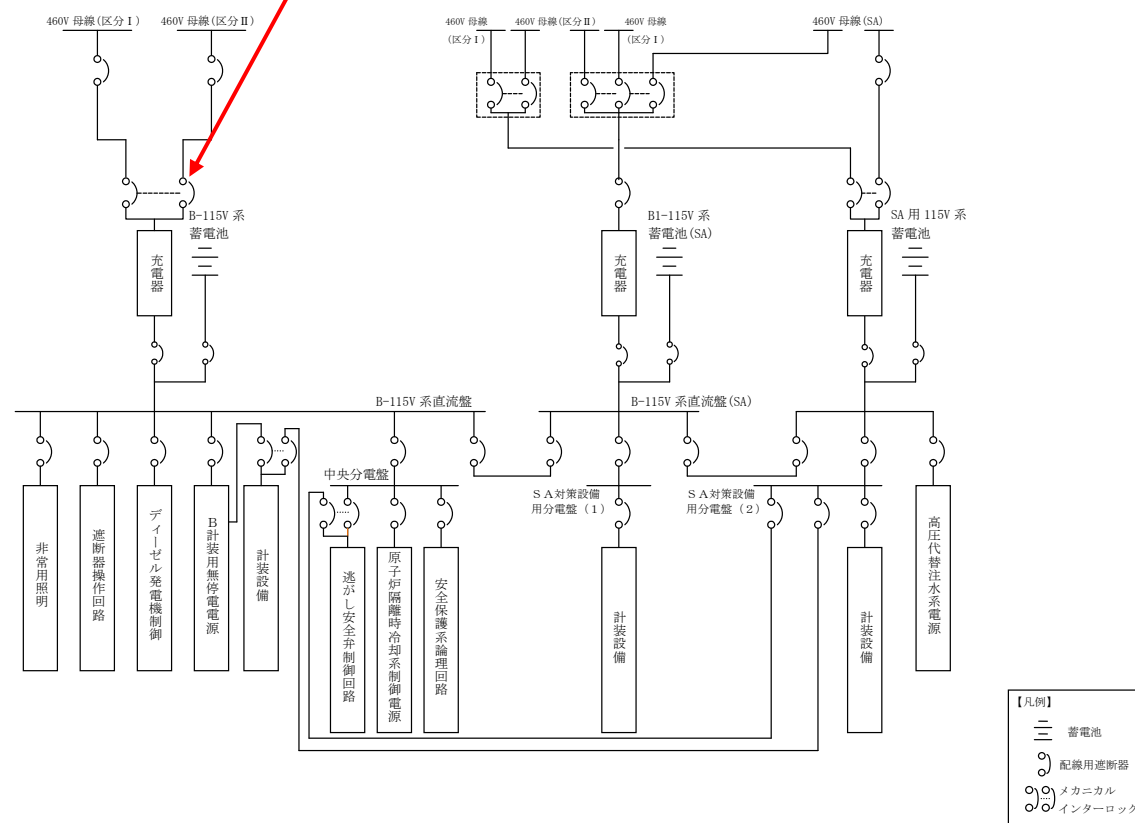 460V 母線(区分Ⅰ)
460V 母線(区分Ⅱ)
460V 母線
(区分Ⅰ)
460V 母線(区分Ⅱ)
460V 母線
(区分Ⅰ)
460V 母線(SA)
B-115V 系
蓄電池
充電器
B1-115V 系
蓄電池(SA)
充電器
SA 用 115V 系
蓄電池
充電器
B-115V 系直流盤
B-115V 系直流盤(SA)
中央分電盤
SA対策設備
用分電盤(1)
SA対策設備
用分電盤(2)
非常用照明
遮断器操作回路
ディーゼル発電機制御
B計装用無停電電源
計装設備
逃がし安全弁制御回路
原子炉隔離時冷却系制御電源
安全保護系論理回路
計装設備
計装設備
高圧代替注水系電源
【凡例】
蓄電池
配線用遮断器
メカニカル
インターロック